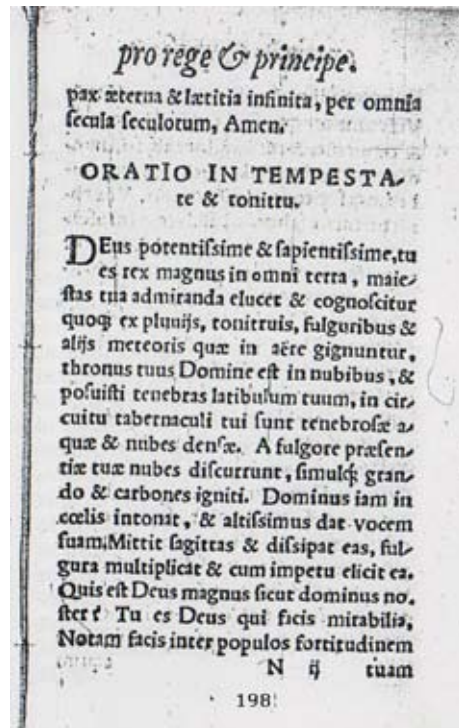 pro rege & principe.
pax æterna & lætitia infinita, per omnia
ſecula ſeculorum, Amen.
ORATIO IN TEMPESTA-
te & tonitru.
DEus potentiſsime & ſapientiſsime, tu
es rex magnus in omni terra, maie-
ſtas tua admiranda elucet & cognoſcitur
quoqꝫ ex pluuijs, tonitruis, fulguribus &
alijs meteoris quæ in aëre gignuntur,
thronus tuus Domine eſt in nubibus, &
poſuiſti tenebras latibulum tuum, in cir-
cuitu tabernaculi tui ſunt tenebroſæ a-
quæ & nubes denſæ. A fulgore præſen-
tiæ tuæ nubes diſcurrunt, ſimulqꝫ gran-
do & carbones igniti. Dominus iam in
cœlis intonat, & altiſsimus dat vocem
ſuam. Mittit ſagittas & diſsipat eas, ful-
gura multiplicat & cum impetu elicit ea.
Quis eſt Deus magnus ſicut dominus no-
ſter? Tu es Deus qui facis mirabilia,
Notam facis inter populos fortitudinem
N ij tuam
198